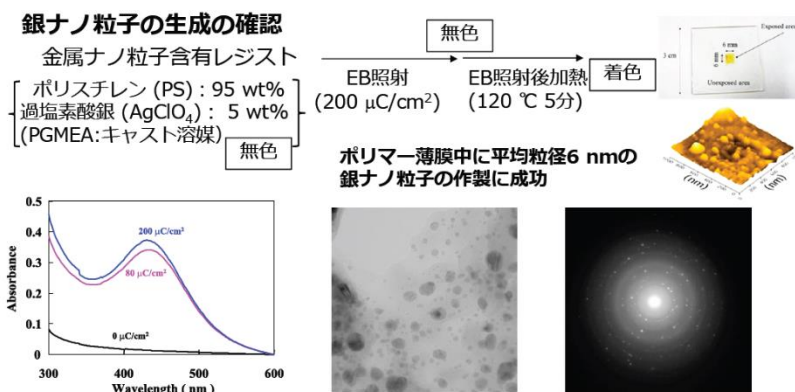 銀ナノ粒子の生成の確認
金属ナノ粒子含有レジスト
ポリスチレン (PS) : 95 wt%
過塩素酸銀 (AgClO₄) : 5 wt%
(PGMEA:キャスト溶媒)
無色
EB照射
(200 μC/cm²)
無色
EB照射後加熱
(120 ℃ 5分)
着色
Exposed area
6 mm
6 mm
3 cm
Unexposed area
ポリマー薄膜中に平均粒径6 nmの
銀ナノ粒子の作製に成功
(nm)
(nm)
Absorbance
0.5
0.4
0.3
0.2
0.1
0
200 μC/cm²
80 μC/cm²
0 μC/cm²
300
400
500
600
Wavelength ( nm )